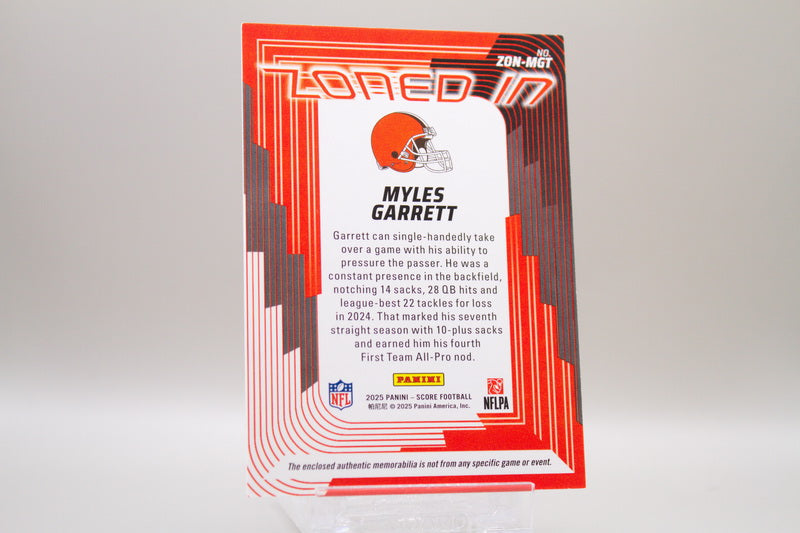 NO.
ZON-MGT
ZONED IN
MYLES
GARRETT
Garrett can single-handedly take
over a game with his ability to
pressure the passer. He was a
constant presence in the backfield,
notching 14 sacks, 28 QB hits and
league-best 22 tackles for loss
in 2024. That marked his seventh
straight season with 10-plus sacks
and earned him his fourth
First Team All-Pro nod.
PANINI
NFL
2025 PANINI – SCORE FOOTBALL
帕尼尼 © 2025 Panini America, Inc.
NFLPA
The enclosed authentic memorabilia is not from any specific game or event.